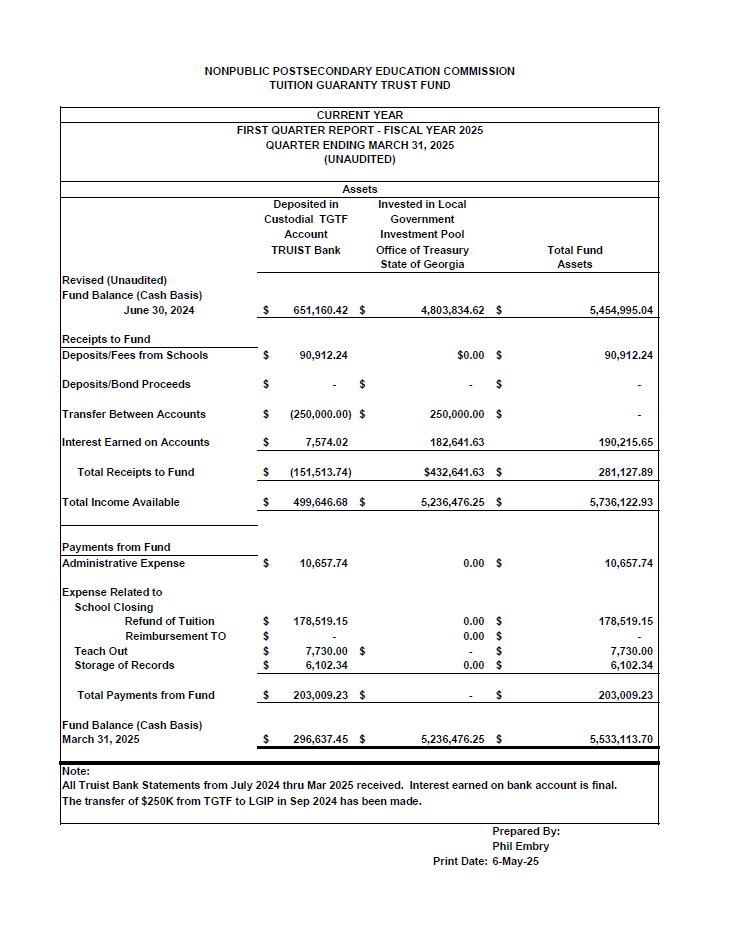 NONPUBLIC POSTSECONDARY EDUCATION COMMISSION
TUITION GUARANTY TRUST FUND
CURRENT YEAR
FIRST QUARTER REPORT - FISCAL YEAR 2025
QUARTER ENDING MARCH 31, 2025
(UNAUDITED)
Assets
Deposited in Invested in Local
Custodial TGTF Government
Account Investment Pool
TRUIST Bank Office of Treasury Total Fund
State of Georgia Assets
Revised (Unaudited)
Fund Balance (Cash Basis)
June 30, 2024 $ 651,160.42 $ 4,803,834.62 $ 5,454,995.04
Receipts to Fund
Deposits/Fees from Schools $ 90,912.24 $0.00 $ 90,912.24
Deposits/Bond Proceeds $ - $ - $ -
Transfer Between Accounts $ (250,000.00) $ 250,000.00 $ -
Interest Earned on Accounts $ 7,574.02 182,641.63 190,215.65
Total Receipts to Fund $ (151,513.74) $432,641.63 $ 281,127.89
Total Income Available $ 499,646.68 $ 5,236,476.25 $ 5,736,122.93
Payments from Fund
Administrative Expense $ 10,657.74 0.00 $ 10,657.74
Expense Related to
School Closing
Refund of Tuition $ 178,519.15 0.00 $ 178,519.15
Reimbursement TO $ - 0.00 $ -
Teach Out $ 7,730.00 $ - $ 7,730.00
Storage of Records $ 6,102.34 0.00 $ 6,102.34
Total Payments from Fund $ 203,009.23 $ - $ 203,009.23
Fund Balance (Cash Basis)
March 31, 2025 $ 296,637.45 $ 5,236,476.25 $ 5,533,113.70
Note:
All Truist Bank Statements from July 2024 thru Mar 2025 received. Interest earned on bank account is final.
The transfer of $250K from TGTF to LGIP in Sep 2024 has been made.
Prepared By:
Phil Embry
Print Date: 6-May-25